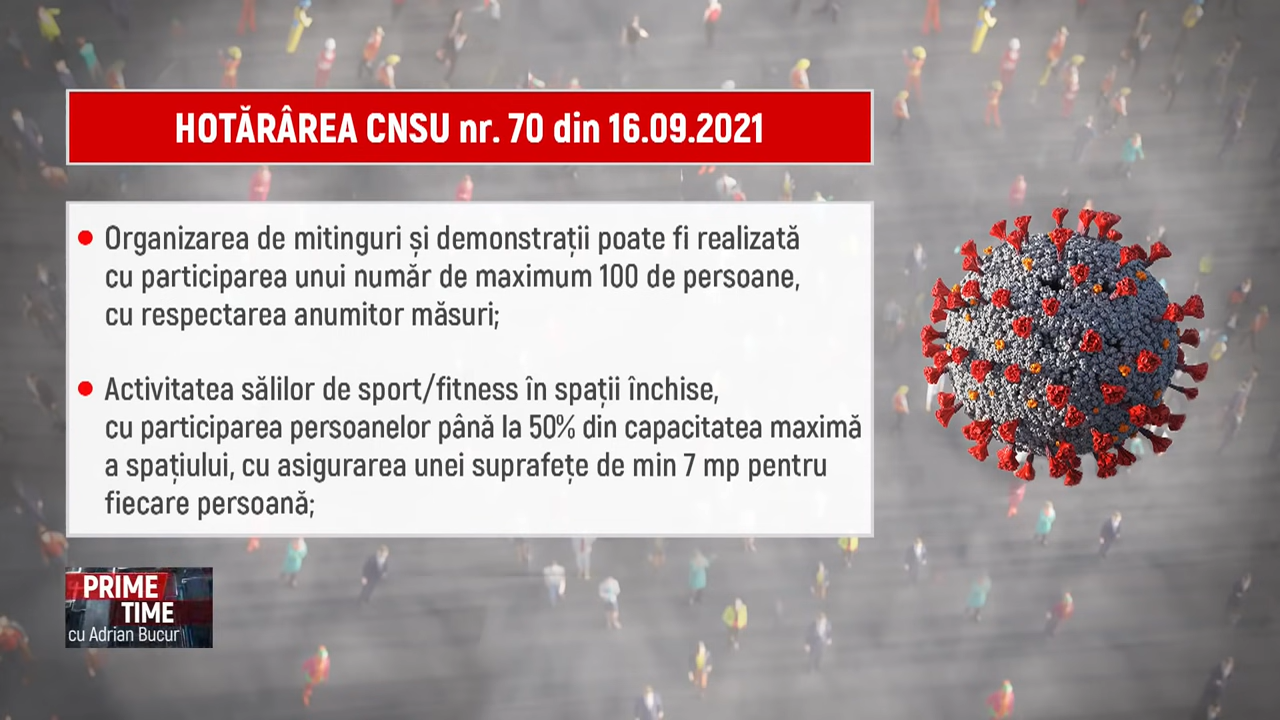 HOTĂRÂREA CNSU nr. 70 din 16.09.2021
Organizarea de mitinguri și demonstrații poate fi realizată
cu participarea unui număr de maximum 100 de persoane,
cu respectarea anumitor măsuri;
Activitatea sălilor de sport/fitness în spații închise,
cu participarea persoanelor până la 50% din capacitatea maximă
a spațiului, cu asigurarea unei suprafețe de min 7 mp pentru
fiecare persoană;
PRIME
TIME
cu Adrian Bucur